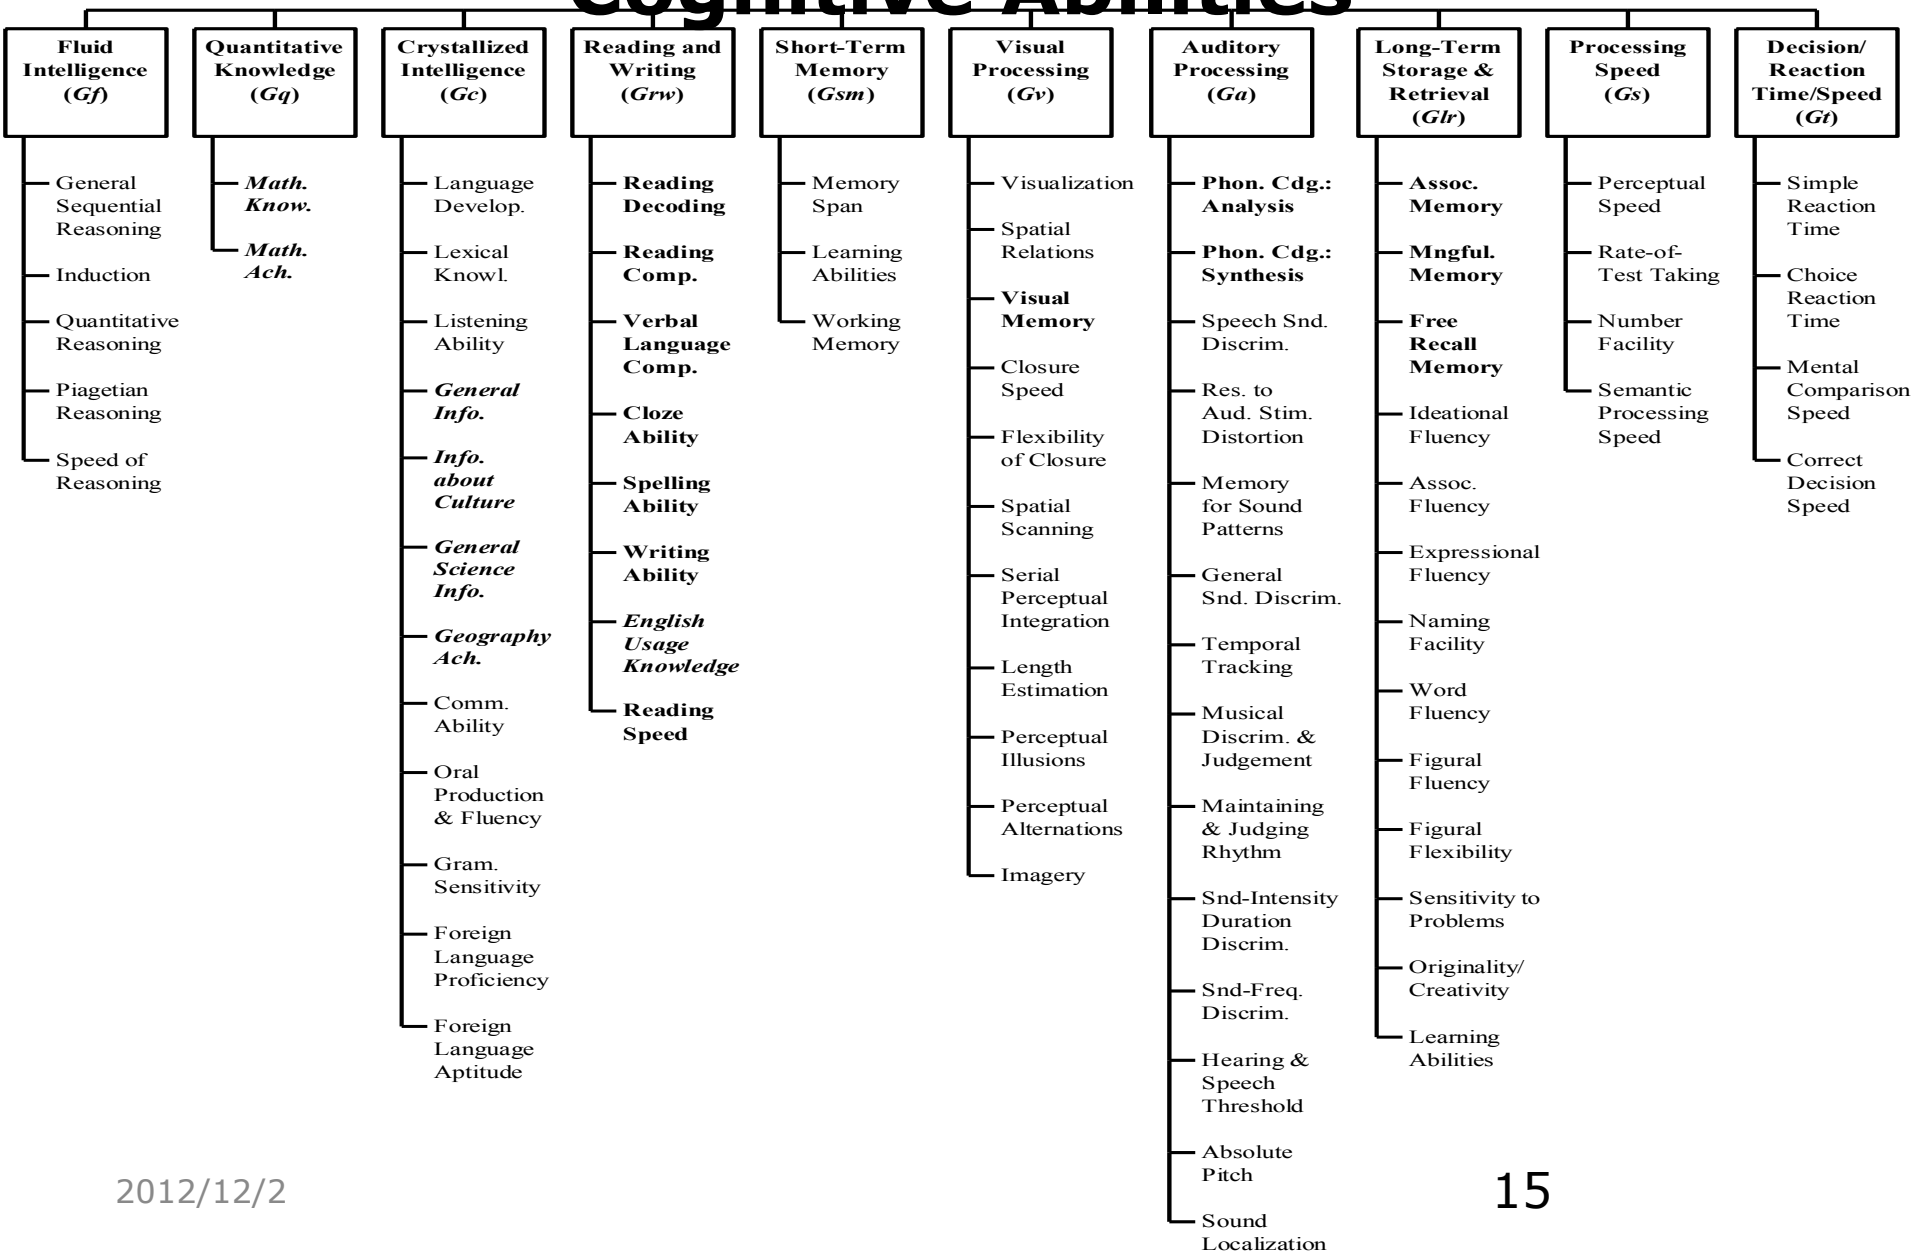 Cognitive Abilities
Fluid
Intelligence
(Gf)
General
Sequential
Reasoning
Induction
Quantitative
Reasoning
Piagetian
Reasoning
Speed of
Reasoning
Quantitative
Knowledge
(Gq)
Math.
Know.
Math.
Ach.
Crystallized
Intelligence
(Gc)
Language
Develop.
Lexical
Knowl.
Listening
Ability
General
Info.
Info.
about
Culture
General
Science
Info.
Geography
Ach.
Comm.
Ability
Oral
Production
& Fluency
Gram.
Sensitivity
Foreign
Language
Proficiency
Foreign
Language
Aptitude
Reading and
Writing
(Grw)
Reading
Decoding
Reading
Comp.
Verbal
Language
Comp.
Cloze
Ability
Spelling
Ability
Writing
Ability
English
Usage
Knowledge
Reading
Speed
Short-Term
Memory
(Gsm)
Memory
Span
Learning
Abilities
Working
Memory
Visual
Processing
(Gv)
Visualization
Spatial
Relations
Visual
Memory
Closure
Speed
Flexibility
of Closure
Spatial
Scanning
Serial
Perceptual
Integration
Length
Estimation
Perceptual
Illusions
Perceptual
Alternations
Imagery
Auditory
Processing
(Ga)
Phon. Cdg.:
Analysis
Phon. Cdg.:
Synthesis
Speech Snd.
Discrim.
Res. to
Aud. Stim.
Distortion
Memory
for Sound
Patterns
General
Snd. Discrim.
Temporal
Tracking
Musical
Discrim. &
Judgement
Maintaining
& Judging
Rhythm
Snd-Intensity
Duration
Discrim.
Snd-Freq.
Discrim.
Hearing &
Speech
Threshold
Absolute
Pitch
Sound
Localization
Long-Term
Storage &
Retrieval
(Glr)
Assoc.
Memory
Mngful.
Memory
Free
Recall
Memory
Ideational
Fluency
Assoc.
Fluency
Expressional
Fluency
Naming
Facility
Word
Fluency
Figural
Fluency
Figural
Flexibility
Sensitivity to
Problems
Originality/
Creativity
Learning
Abilities
Processing
Speed
(Gs)
Perceptual
Speed
Rate-of-
Test Taking
Number
Facility
Semantic
Processing
Speed
Decision/
Reaction
Time/Speed
(Gt)
Simple
Reaction
Time
Choice
Reaction
Time
Mental
Comparison
Speed
Correct
Decision
Speed
2012/12/2
15